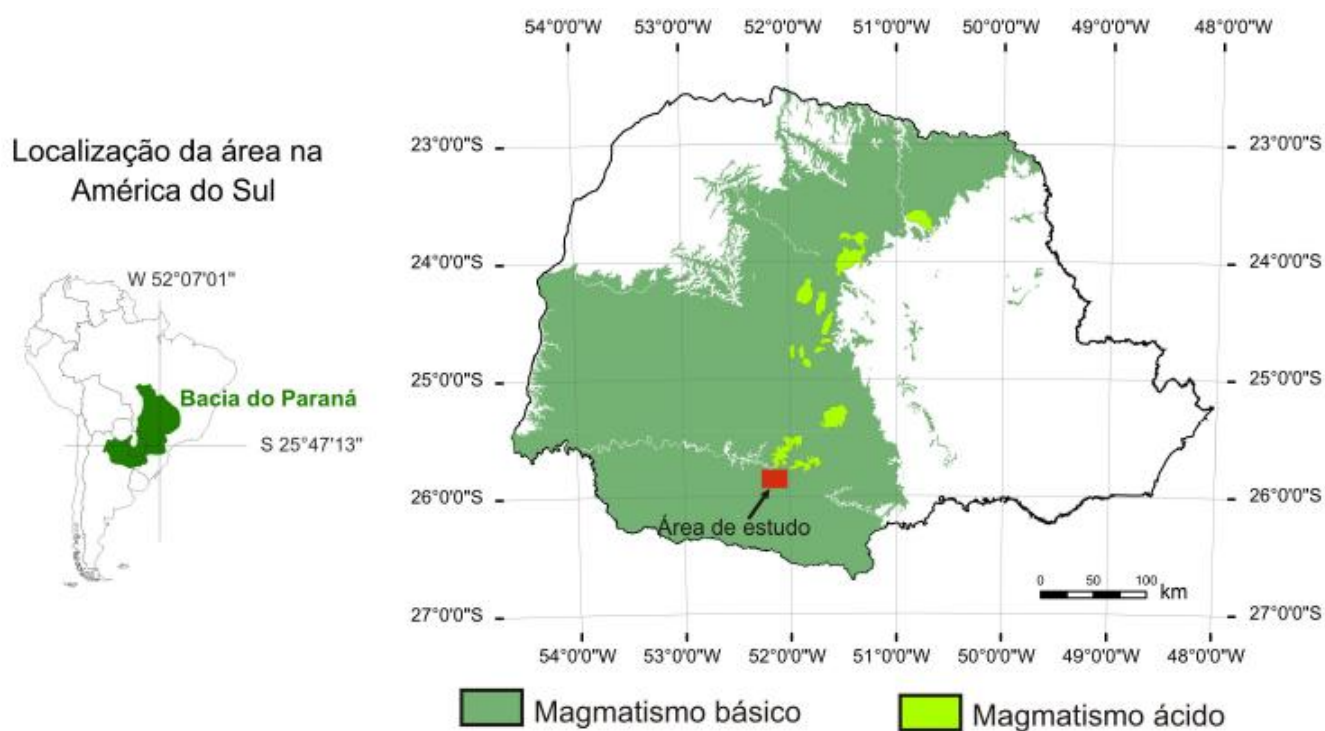 54°0'0"W 53°0'0"W 52°0'0"W 51°0'0"W 50°0'0"W 49°0'0"W 48°0'0"W
Localização da área na
América do Sul
W 52°07'01"
Bacia do Paraná
S 25°47'13"
23°0'0"S 23°0'0"S
24°0'0"S 24°0'0"S
25°0'0"S 25°0'0"S
26°0'0"S 26°0'0"S
Área de estudo
0 50 100
km
27°0'0"S 27°0'0"S
54°0'0"W 53°0'0"W 52°0'0"W 51°0'0"W 50°0'0"W 49°0'0"W 48°0'0"W
Magmatismo básico Magmatismo ácido